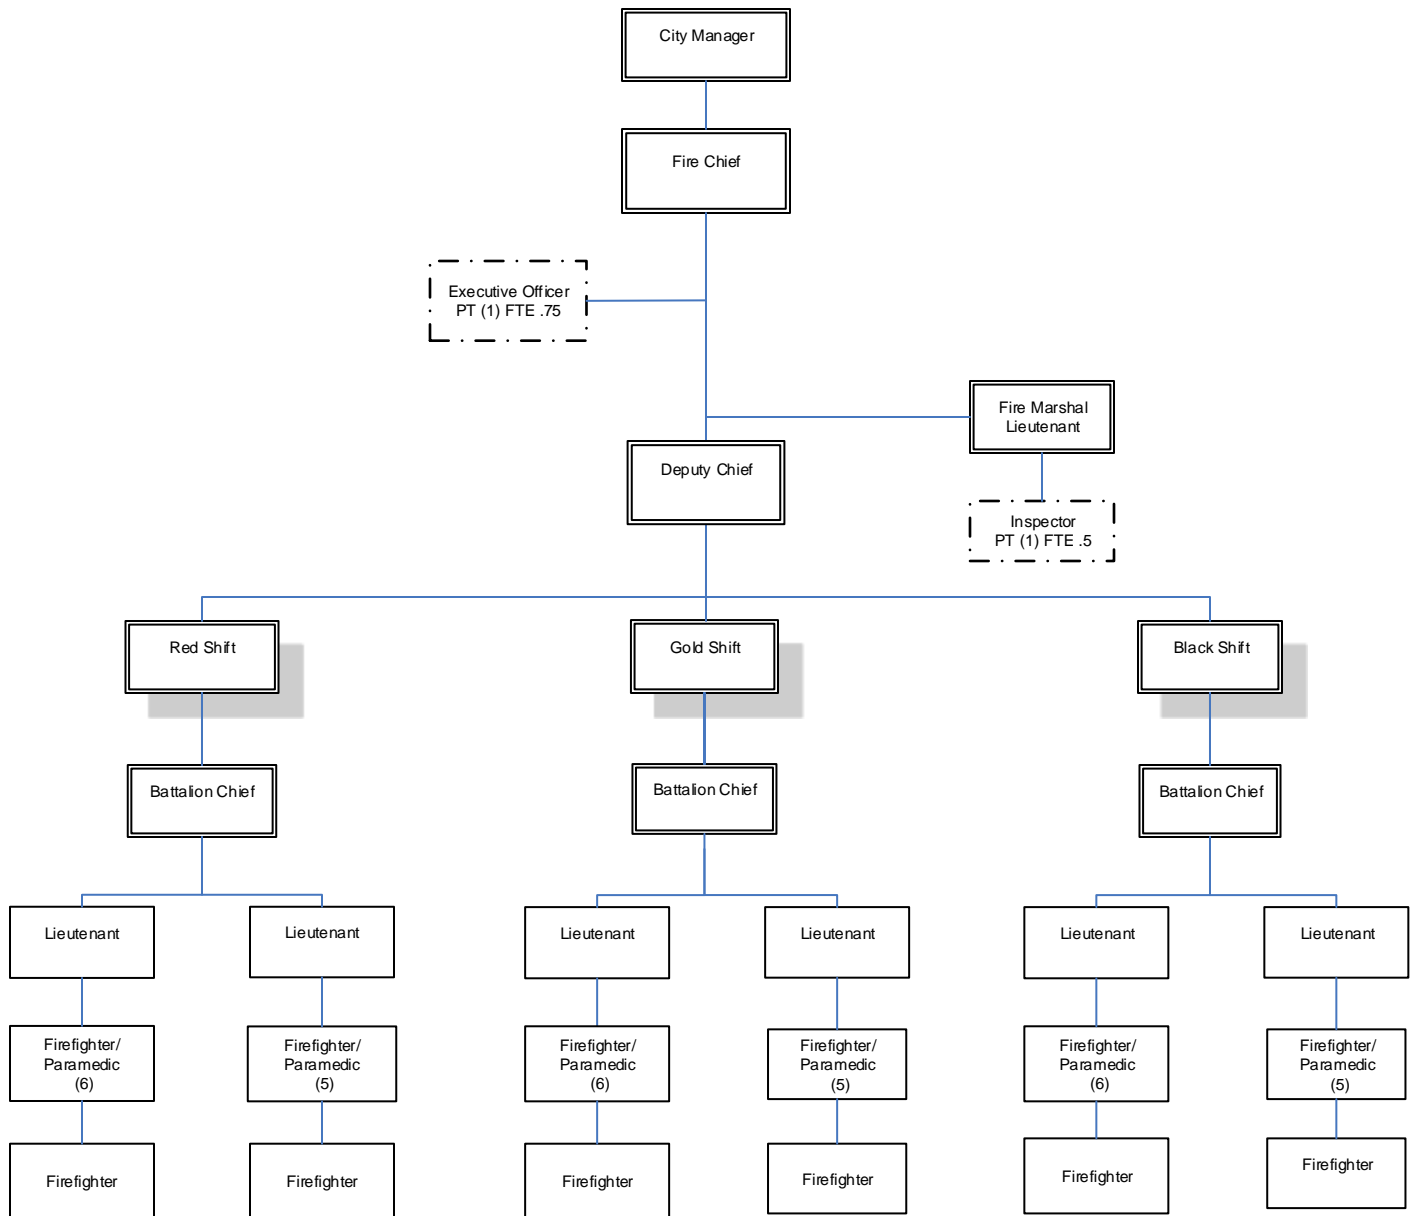 City Manager
Fire Chief
Executive Officer
PT (1) FTE .75
Fire Marshal
Lieutenant
Deputy Chief
Inspector
PT (1) FTE .5
Red Shift
Gold Shift
Black Shift
Battalion Chief
Battalion Chief
Battalion Chief
Lieutenant
Lieutenant
Lieutenant
Lieutenant
Lieutenant
Lieutenant
Firefighter/
Paramedic
(6)
Firefighter/
Paramedic
(5)
Firefighter/
Paramedic
(6)
Firefighter/
Paramedic
(5)
Firefighter/
Paramedic
(6)
Firefighter/
Paramedic
(5)
Firefighter
Firefighter
Firefighter
Firefighter
Firefighter
Firefighter